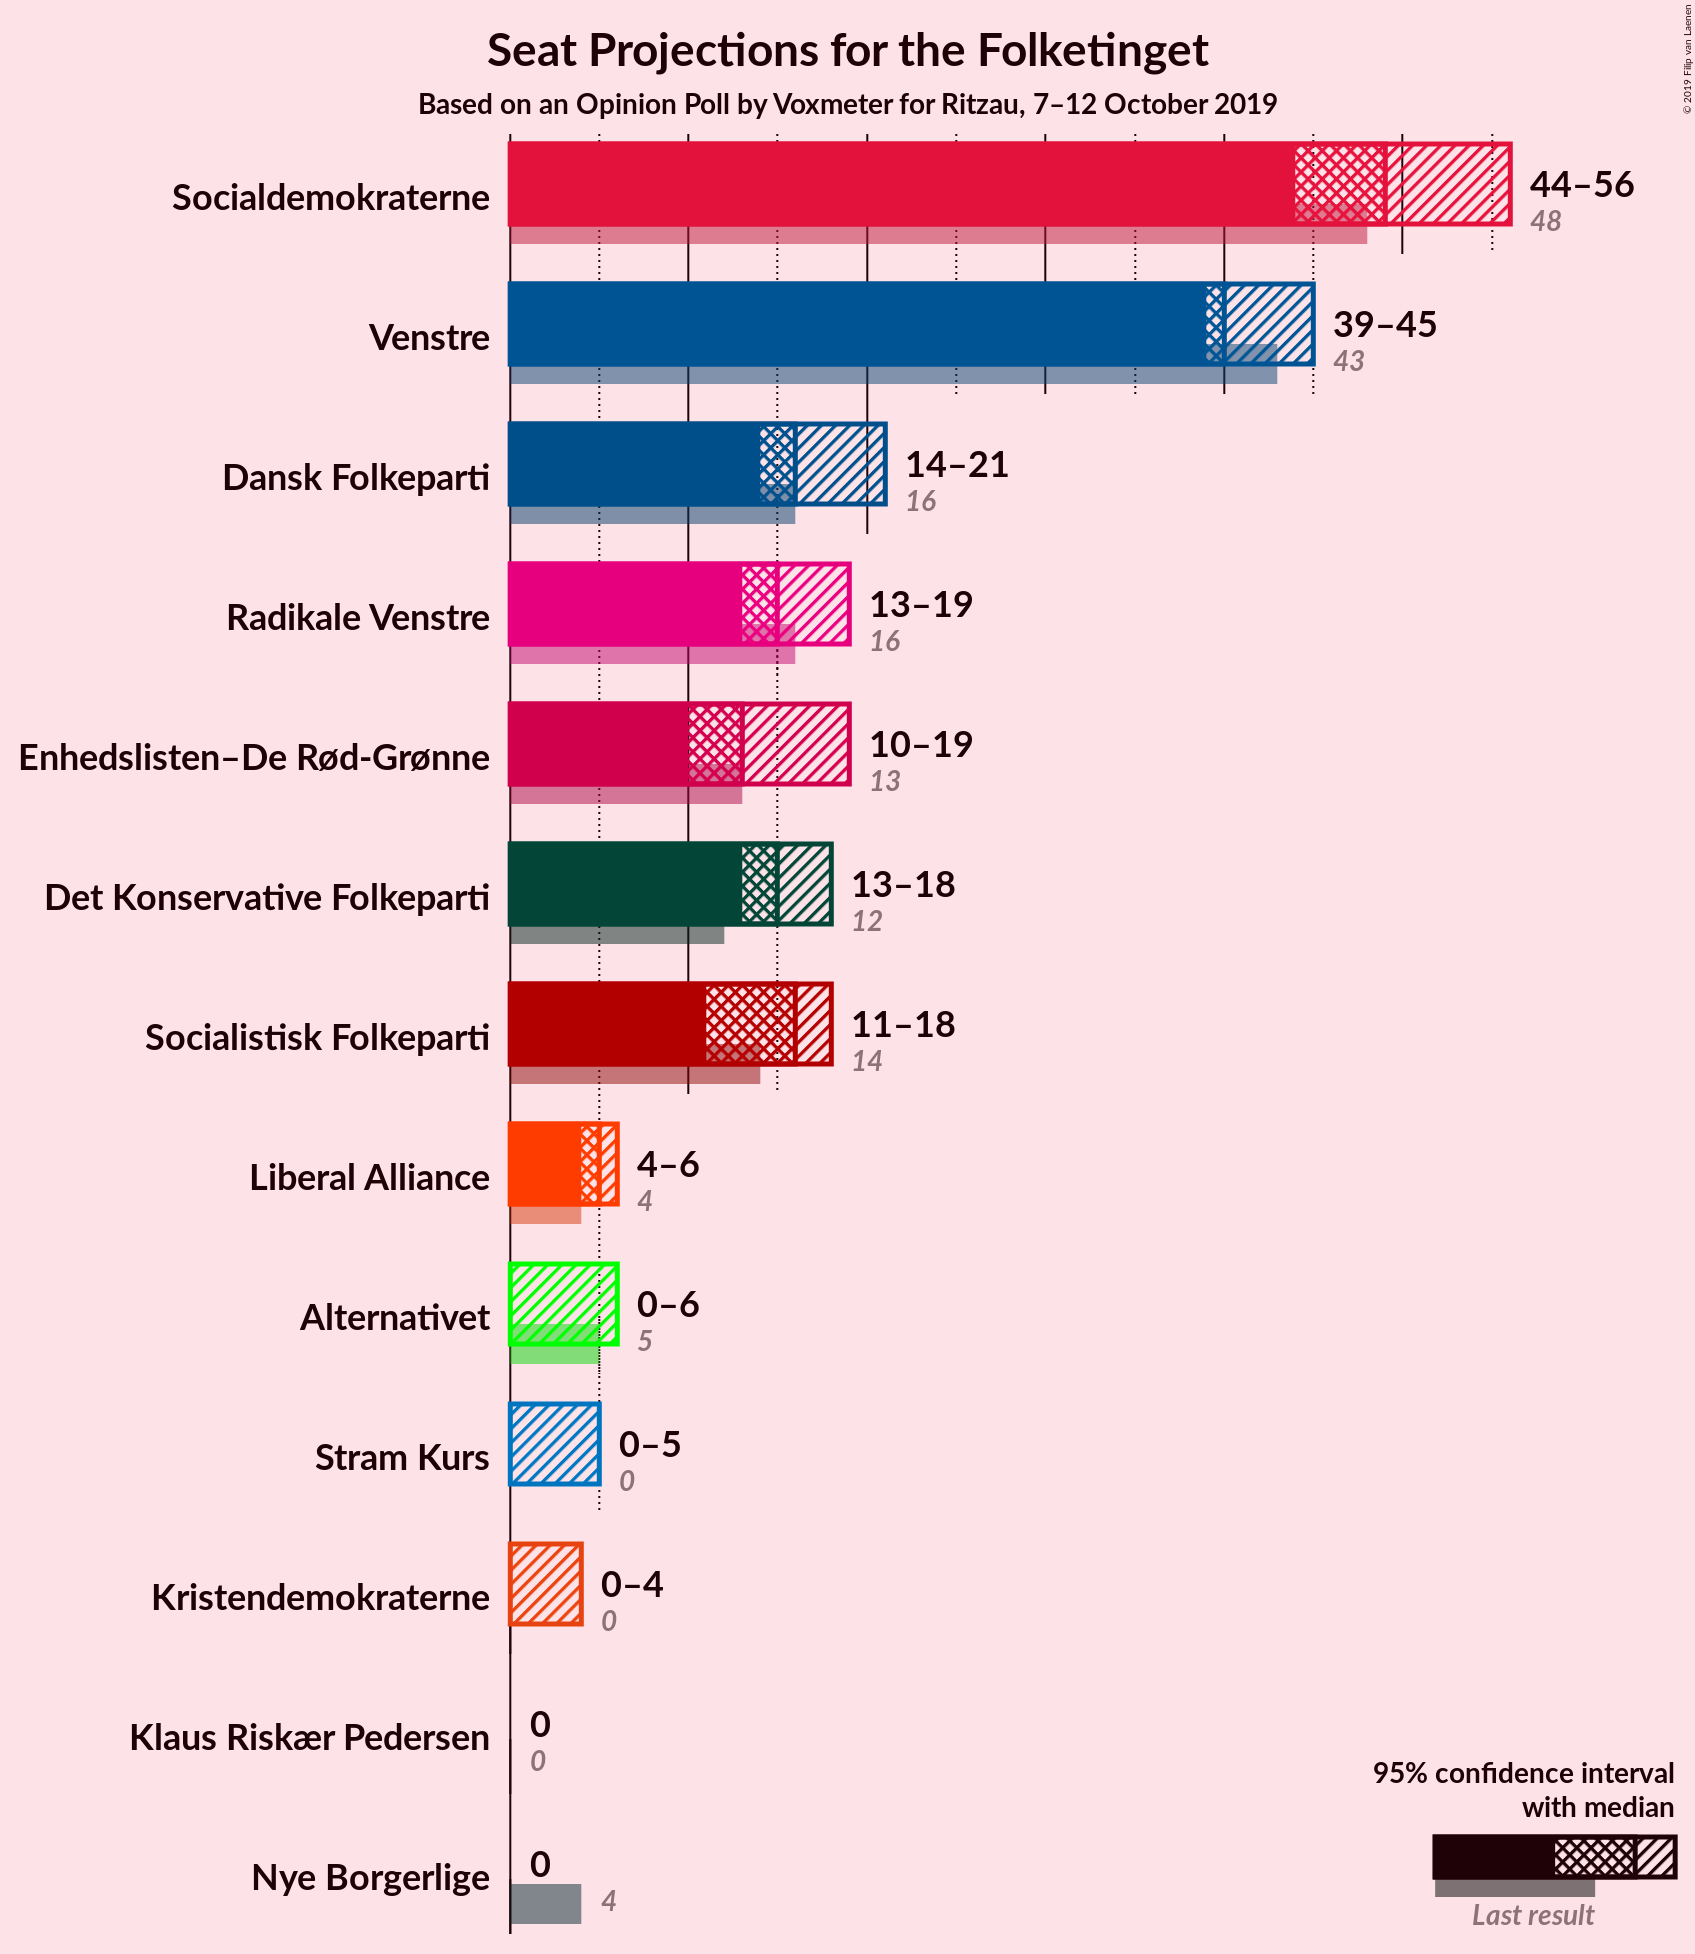 Seat Projections for the Folketinget
Based on an Opinion Poll by Voxmeter for Ritzau, 7–12 October 2019
© 2019 Filip van Laenen
Socialdemokraterne
44–56
48
Venstre
39–45
43
Dansk Folkeparti
14–21
16
Radikale Venstre
13–19
16
Enhedslisten–De Rød-Grønne
10–19
13
Det Konservative Folkeparti
13–18
12
Socialistisk Folkeparti
11–18
14
Liberal Alliance
4–6
4
Alternativet
0–6
5
Stram Kurs
0–5
0
Kristendemokraterne
0–4
0
Klaus Riskær Pedersen
0
0
Nye Borgerlige
0
4
95% confidence interval
with median
Last result